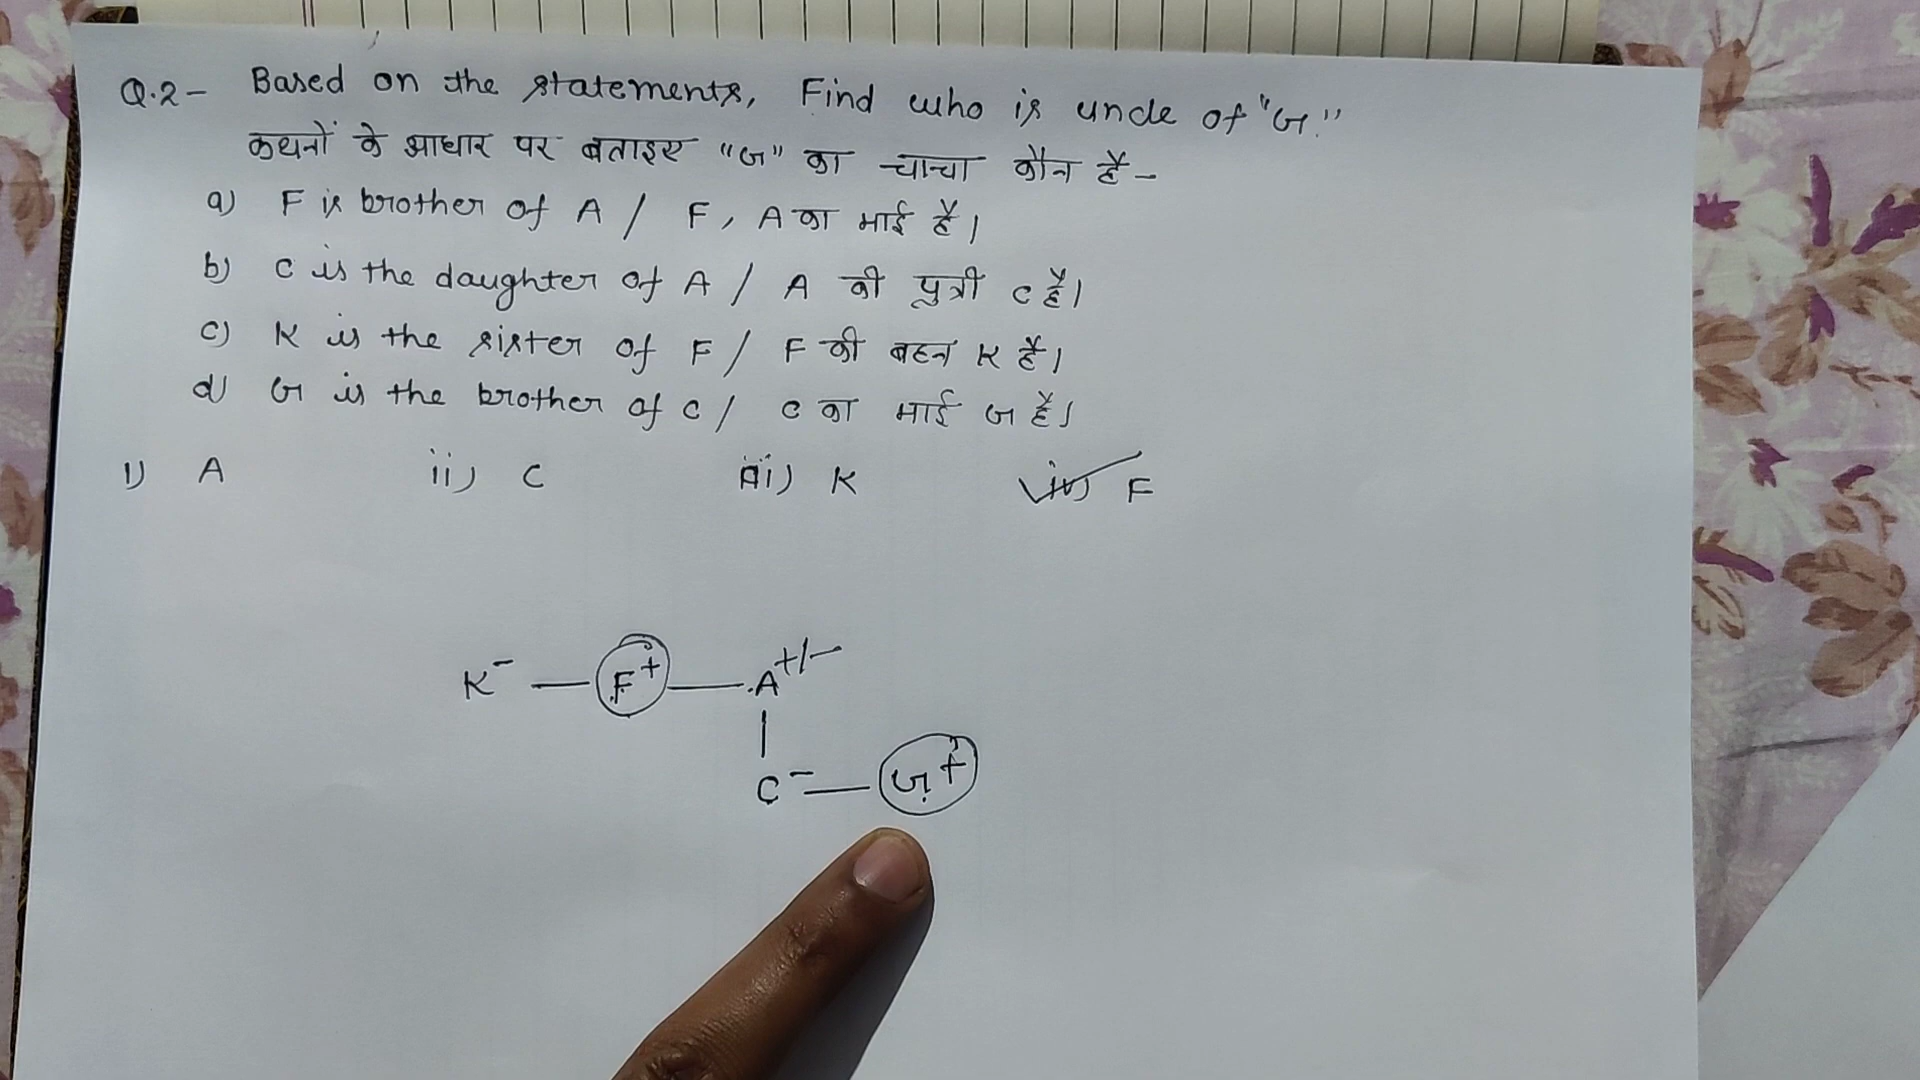 Q.2- Based on the statements, Find who is uncle of "G."
कथनों के आधार पर बताइए "G" का चाचा कौन है-
a) F is brother of A / F, A का भाई है।
b) C is the daughter of A / A की पुत्री C है।
c) K is the sister of F / F की बहन K है।
d) G is the brother of C / C का भाई G है।
i) A ii) C iii) K iv) F
K⁻ — F⁺ — A⁺/⁻
C⁻ — G⁺